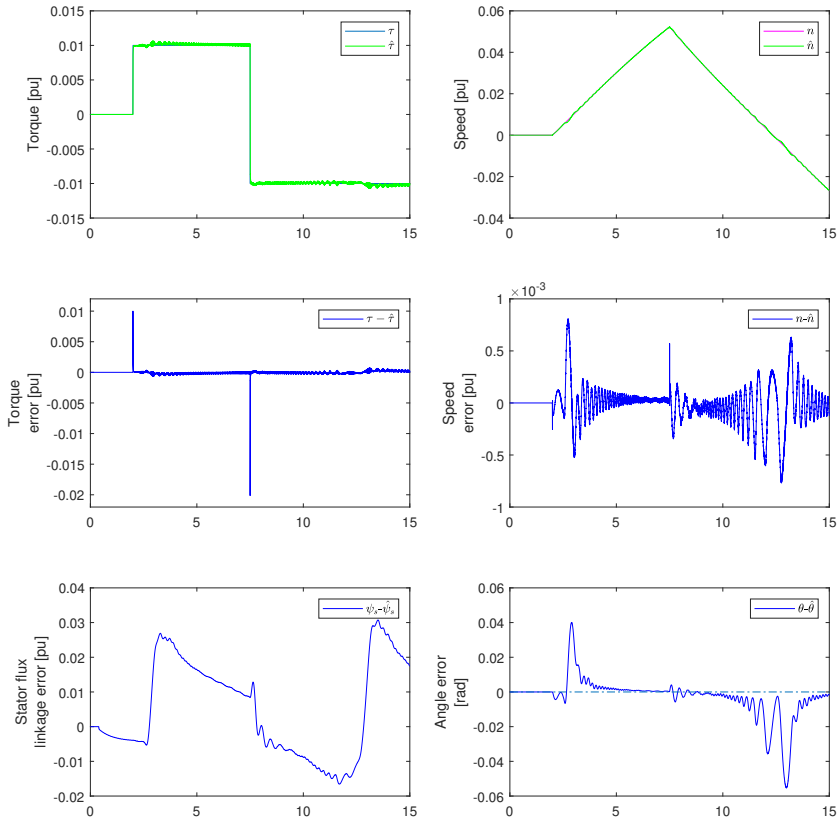 0.015
0.01
0.005
0
-0.005
-0.01
-0.015
0 5 10 15
Torque [pu]
τ
τ̂
0.06
0.04
0.02
0
-0.02
-0.04
0 5 10 15
Speed [pu]
n
n̂
0.01
0.005
0
-0.005
-0.01
-0.015
-0.02
0 5 10 15
Torque
error [pu]
τ − τ̂
×10⁻³
1
0.5
0
-0.5
-1
0 5 10 15
Speed
error [pu]
n-n̂
0.04
0.03
0.02
0.01
0
-0.01
-0.02
0 5 10 15
Stator flux
linkage error [pu]
ψₛ-ψ̂ₛ
0.06
0.04
0.02
0
-0.02
-0.04
-0.06
0 5 10 15
Angle error
[rad]
θ-θ̂